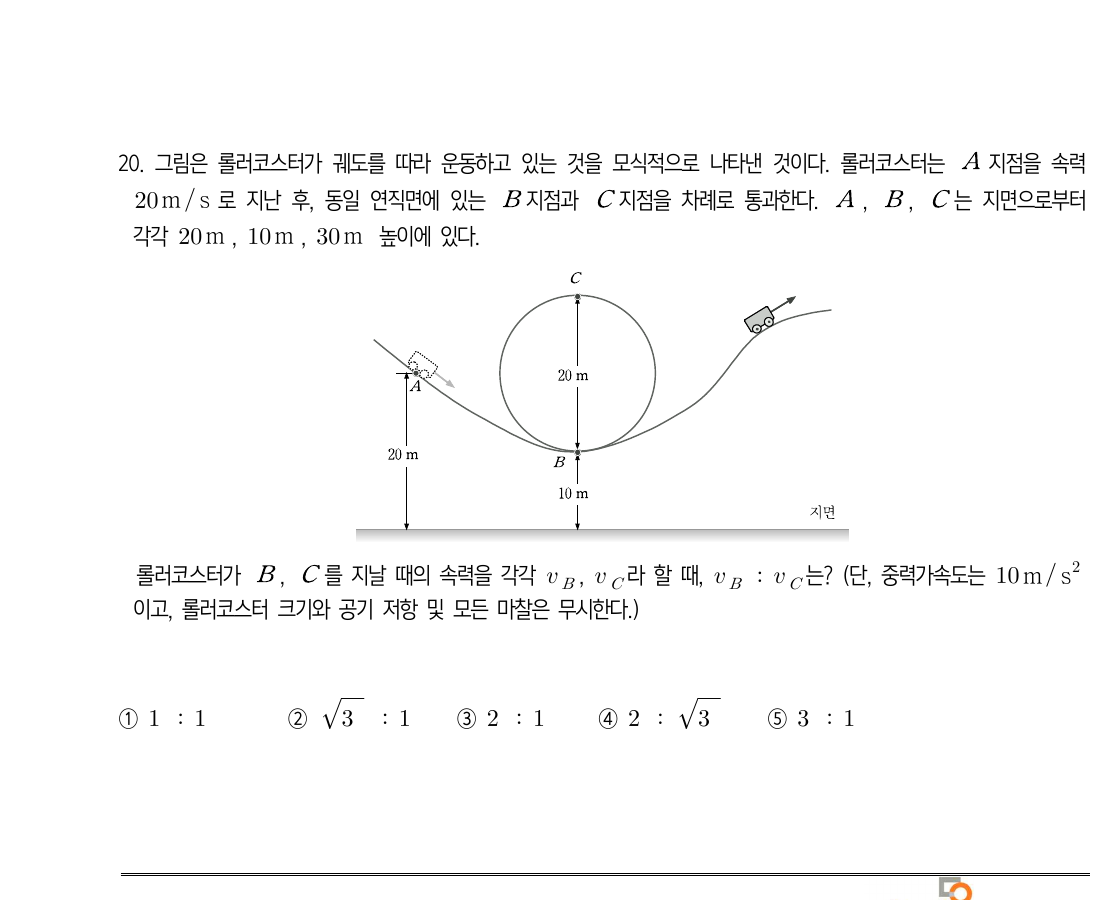 20. 그림은 롤러코스터가 궤도를 따라 운동하고 있는 것을 모식적으로 나타낸 것이다. 롤러코스터는 A 지점을 속력
20 m/s 로 지난 후, 동일 연직면에 있는 B 지점과 C 지점을 차례로 통과한다. A, B, C는 지면으로부터
각각 20 m, 10 m, 30 m 높이에 있다.
C
20 m
A
20 m
B
10 m
지면
롤러코스터가 B, C를 지날 때의 속력을 각각 v_B, v_C라 할 때, v_B : v_C는? (단, 중력가속도는 10 m/s²
이고, 롤러코스터 크기와 공기 저항 및 모든 마찰은 무시한다.)
① 1 : 1 ② √3 : 1 ③ 2 : 1 ④ 2 : √3 ⑤ 3 : 1